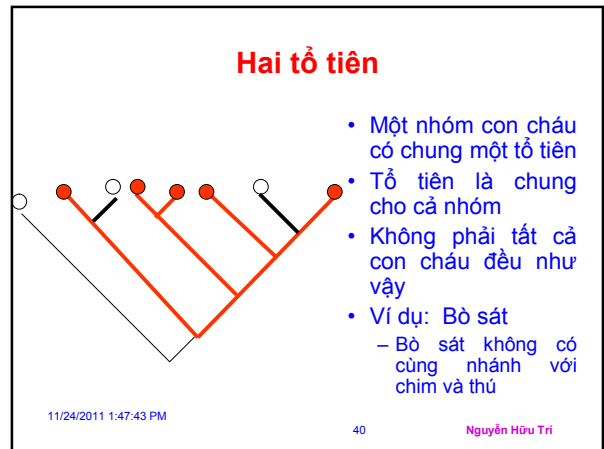 Hai tổ tiên
• Một nhóm con cháu
có chung một tổ tiên
• Tổ tiên là chung
cho cả nhóm
• Không phải tất cả
con cháu đều như
vậy
• Ví dụ: Bò sát
– Bò sát không có
cùng nhánh với
chim và thú
11/24/2011 1:47:43 PM
40
Nguyễn Hữu Trí